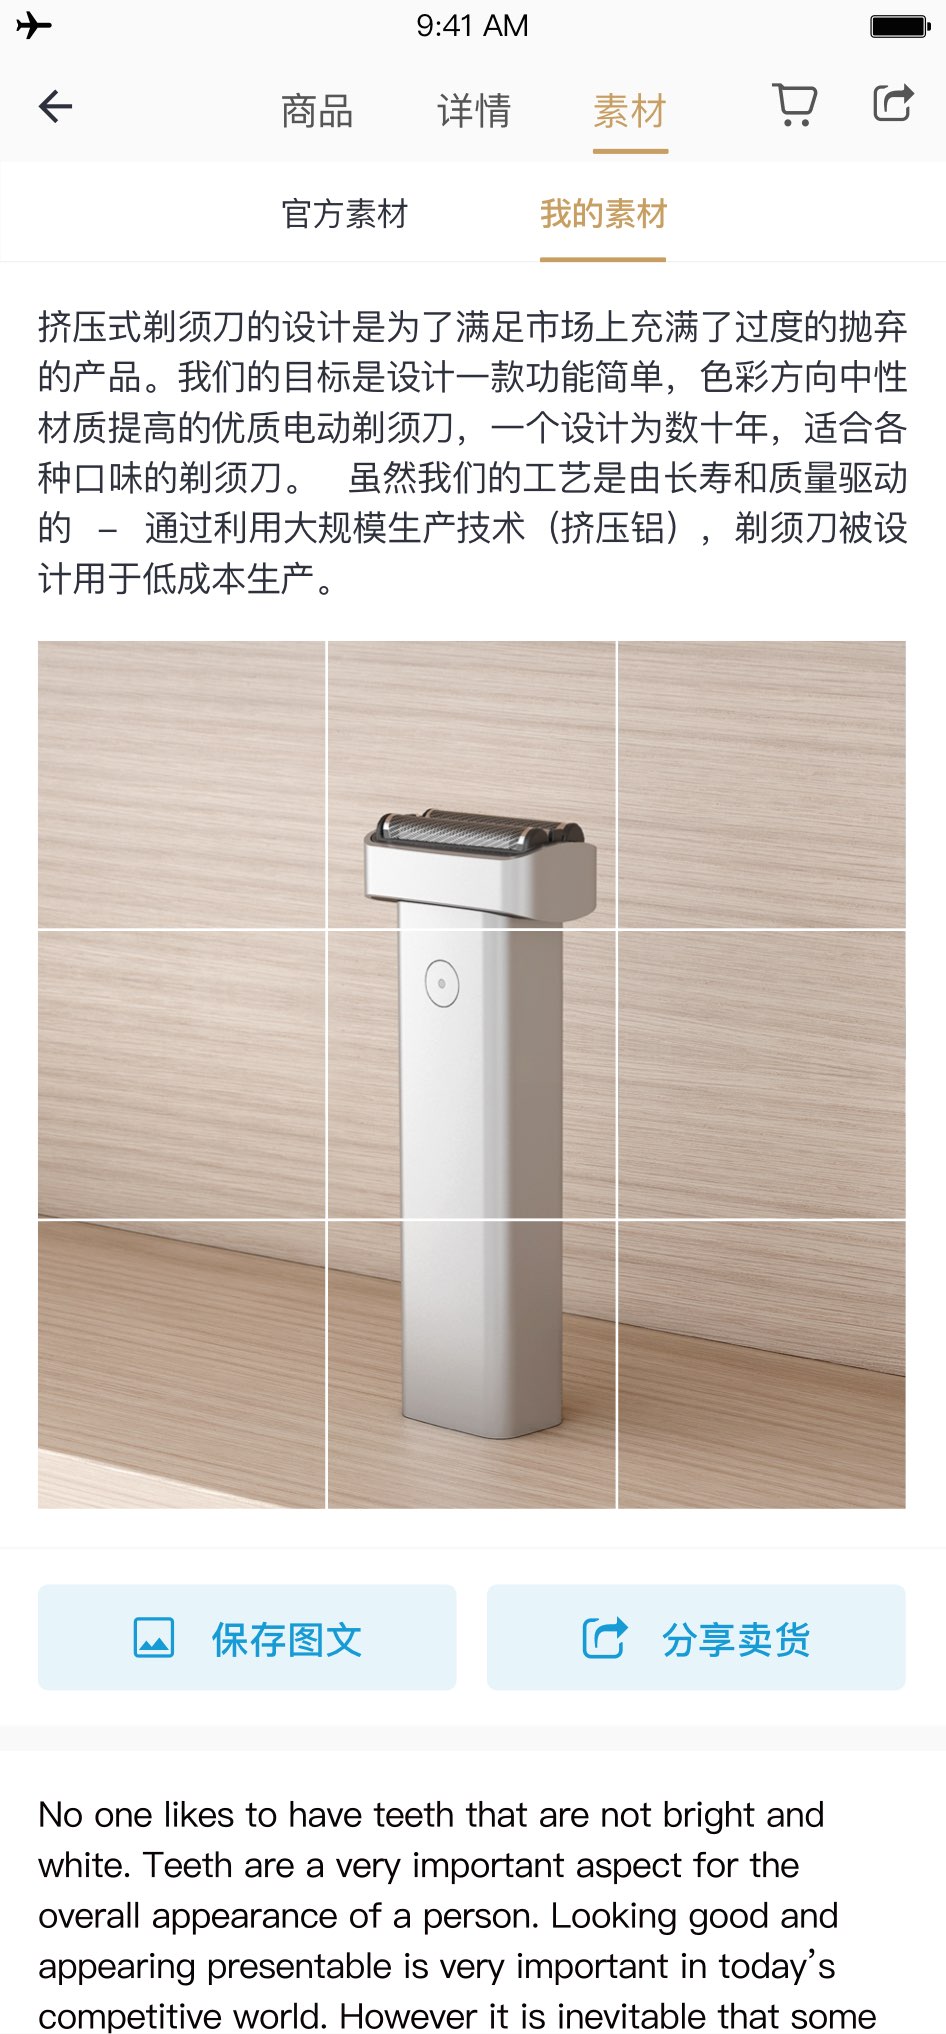 9:41 AM
商品 详情 素材
官方素材 我的素材
挤压式剃须刀的设计是为了满足市场上充满了过度的抛弃
的产品。我们的目标是设计一款功能简单，色彩方向中性
材质提高的优质电动剃须刀，一个设计为数十年，适合各
种口味的剃须刀。 虽然我们的工艺是由长寿和质量驱动
的 – 通过利用大规模生产技术（挤压铝），剃须刀被设
计用于低成本生产。
保存图文 分享卖货
No one likes to have teeth that are not bright and
white. Teeth are a very important aspect for the
overall appearance of a person. Looking good and
appearing presentable is very important in today’s
competitive world. However it is inevitable that some